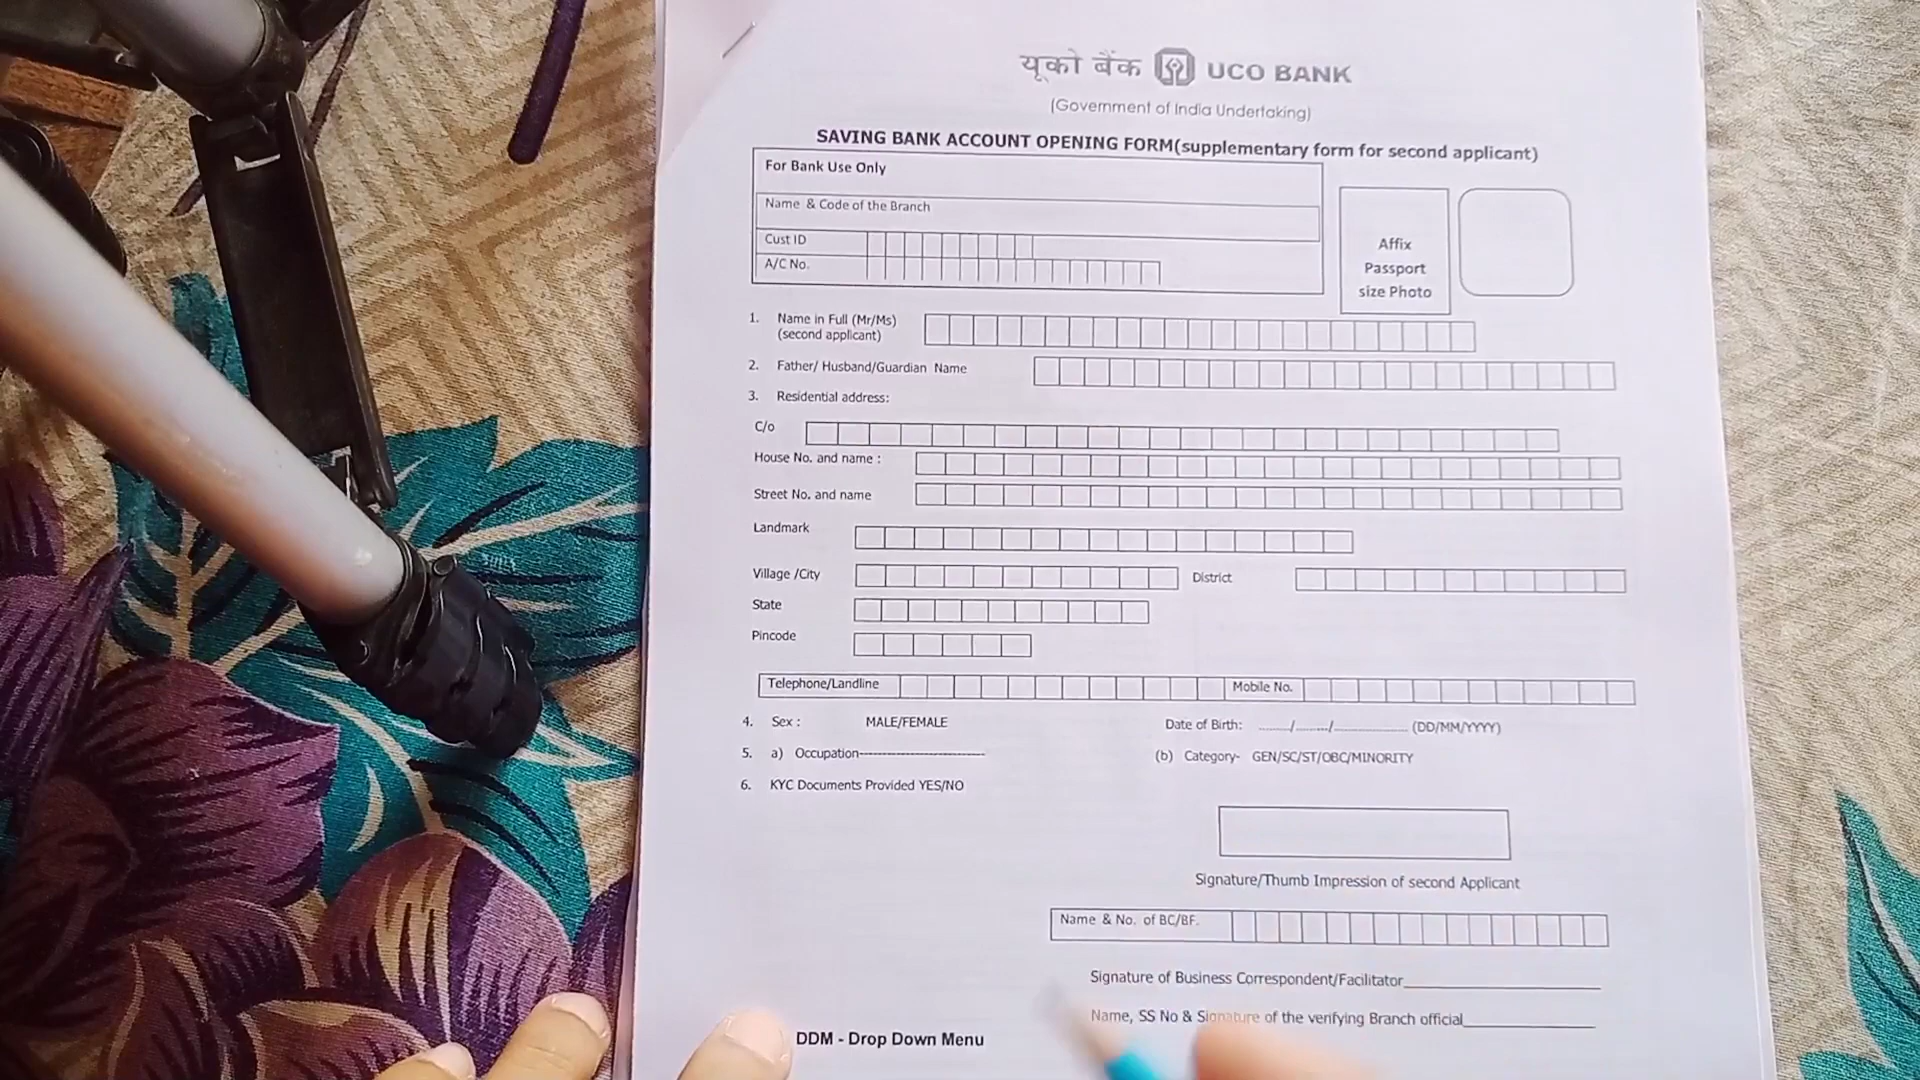 यूको बैंक UCO BANK
(Government of India Undertaking)
SAVING BANK ACCOUNT OPENING FORM(supplementary form for second applicant)
For Bank Use Only
Name & Code of the Branch
Cust ID
A/C No.
Affix
Passport
size Photo
1. Name in Full (Mr/Ms)
(second applicant)
2. Father/ Husband/Guardian Name
3. Residential address:
C/o
House No. and name :
Street No. and name
Landmark
Village /City District
State
Pincode
Telephone/Landline Mobile No.
4. Sex : MALE/FEMALE Date of Birth: ........./........./.................... (DD/MM/YYYY)
5. a) Occupation-------------------------- (b) Category- GEN/SC/ST/OBC/MINORITY
6. KYC Documents Provided YES/NO
Signature/Thumb Impression of second Applicant
Name & No. of BC/BF.
Signature of Business Correspondent/Facilitator____________________
Name, SS No & Signature of the verifying Branch official______________
DDM - Drop Down Menu